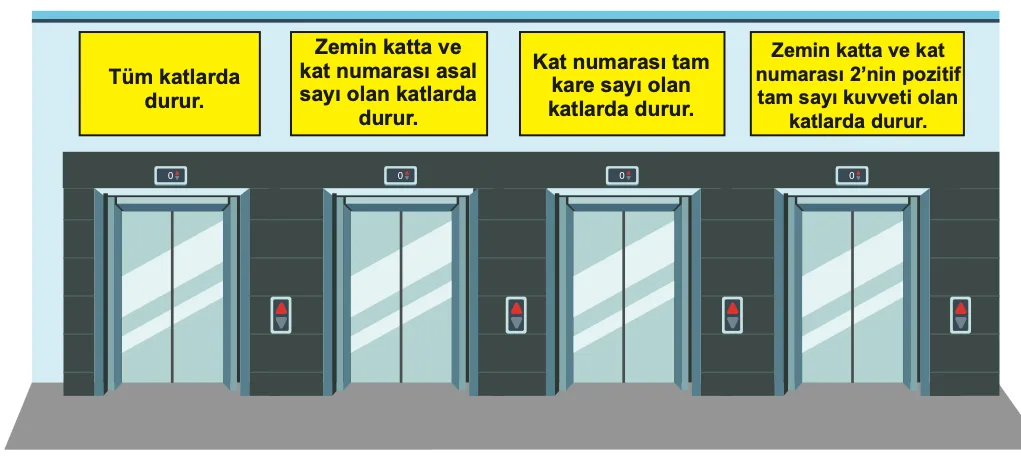 Tüm katlarda
durur.
Zemin katta ve
kat numarası asal
sayı olan katlarda
durur.
Kat numarası tam
kare sayı olan
katlarda durur.
Zemin katta ve kat
numarası 2’nin pozitif
tam sayı kuvveti olan
katlarda durur.
0
0
0
0